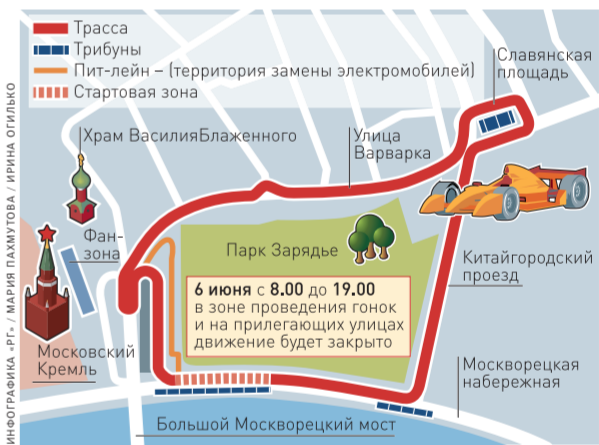 Трасса
Трибуны
Пит-лейн – (территория замены электромобилей)
Стартовая зона
Славянская
площадь
Храм ВасилияБлаженного
Улица
Варварка
Фан-
зона
Парк Зарядье
Китайгородский
проезд
6 июня с 8.00 до 19.00
в зоне проведения гонок
и на прилегающих улицах
движение будет закрыто
Московский
Кремль
Москворецкая
набережная
Большой Москворецкий мост
ИНФОГРАФИКА «РГ» / МАРИЯ ПАХМУТОВА / ИРИНА ОГИЛЬКО